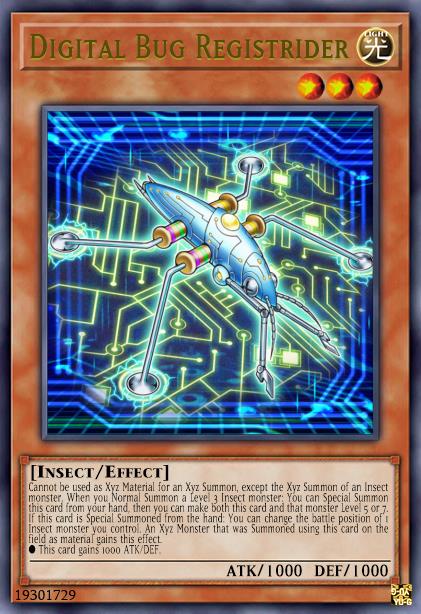 Digital Bug Registrider
LIGHT
光
[Insect/Effect]
Cannot be used as Xyz Material for an Xyz Summon, except the Xyz Summon of an Insect
monster. When you Normal Summon a Level 3 Insect monster: You can Special Summon
this card from your hand, then you can make both this card and that monster Level 5 or 7.
If this card is Special Summoned from the hand: You can change the battle position of 1
Insect monster you control. An Xyz Monster that was Summoned using this card on the
field as material gains this effect.
● This card gains 1000 ATK/DEF.
ATK/1000 DEF/1000
19301729